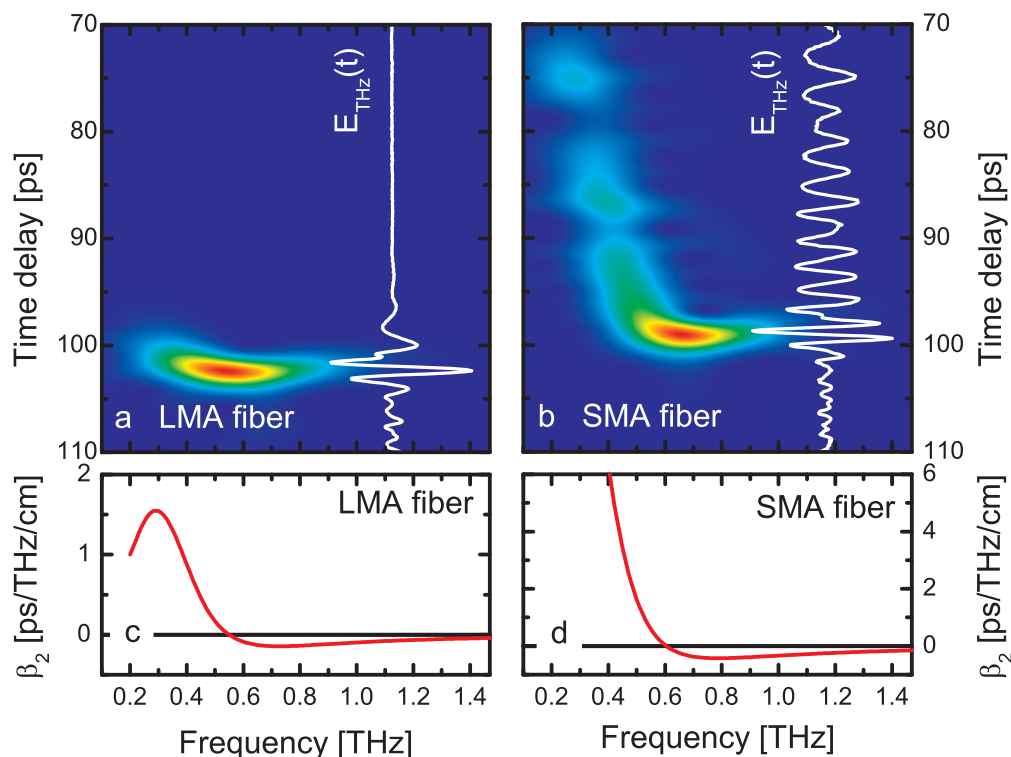 70
80
90
100
110
Time delay [ps]
E_THz(t)
a LMA fiber
70
80
90
100
110
Time delay [ps]
E_THz(t)
b SMA fiber
2
1
0
β₂ [ps/THz/cm]
LMA fiber
c
0.2 0.4 0.6 0.8 1.0 1.2 1.4
Frequency [THz]
6
4
2
0
β₂ [ps/THz/cm]
SMA fiber
d
0.2 0.4 0.6 0.8 1.0 1.2 1.4
Frequency [THz]